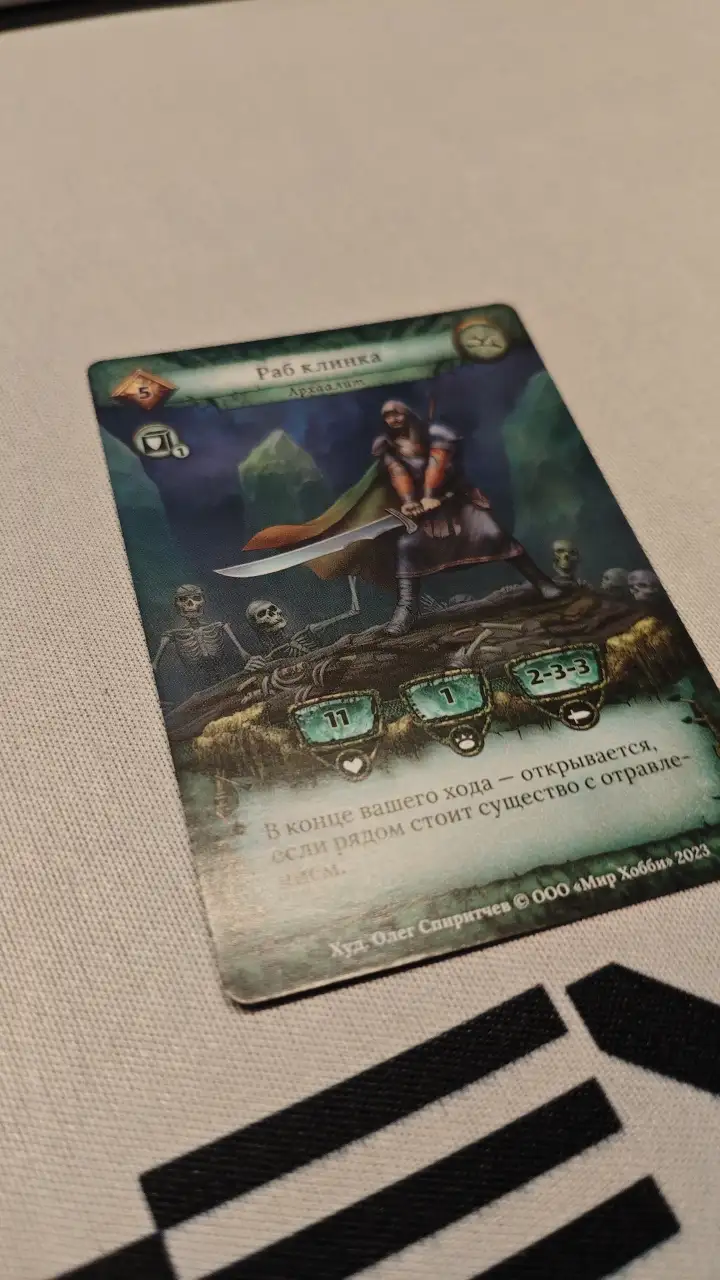 Раб клинка
5
Архаалит
1
11
1
2-3-3
В конце вашего хода — открывается,
если рядом стоит существо с отравле-
нием.
Худ. Олег Спиритчев © ООО «Мир Хобби» 2023